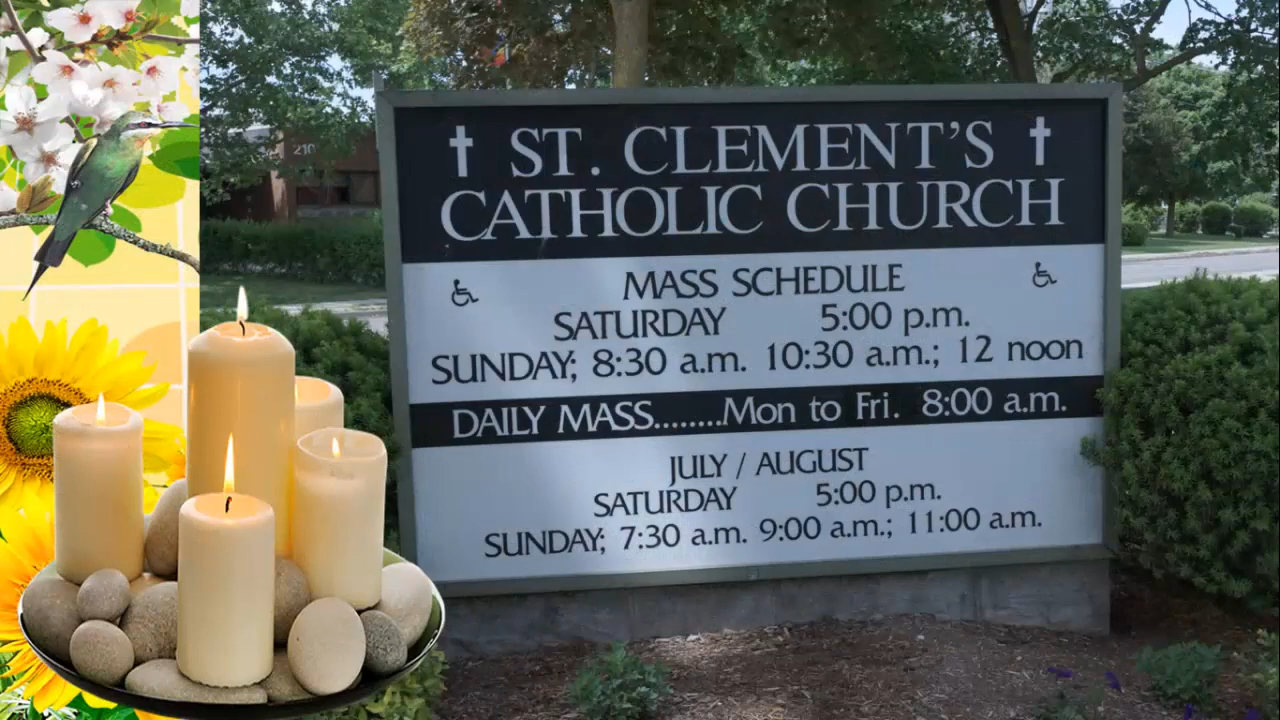 ST. CLEMENT'S
CATHOLIC CHURCH
MASS SCHEDULE
SATURDAY 5:00 p.m.
SUNDAY; 8:30 a.m. 10:30 a.m.; 12 noon
DAILY MASS........Mon to Fri. 8:00 a.m.
JULY / AUGUST
SATURDAY 5:00 p.m.
SUNDAY; 7:30 a.m. 9:00 a.m.; 11:00 a.m.
210